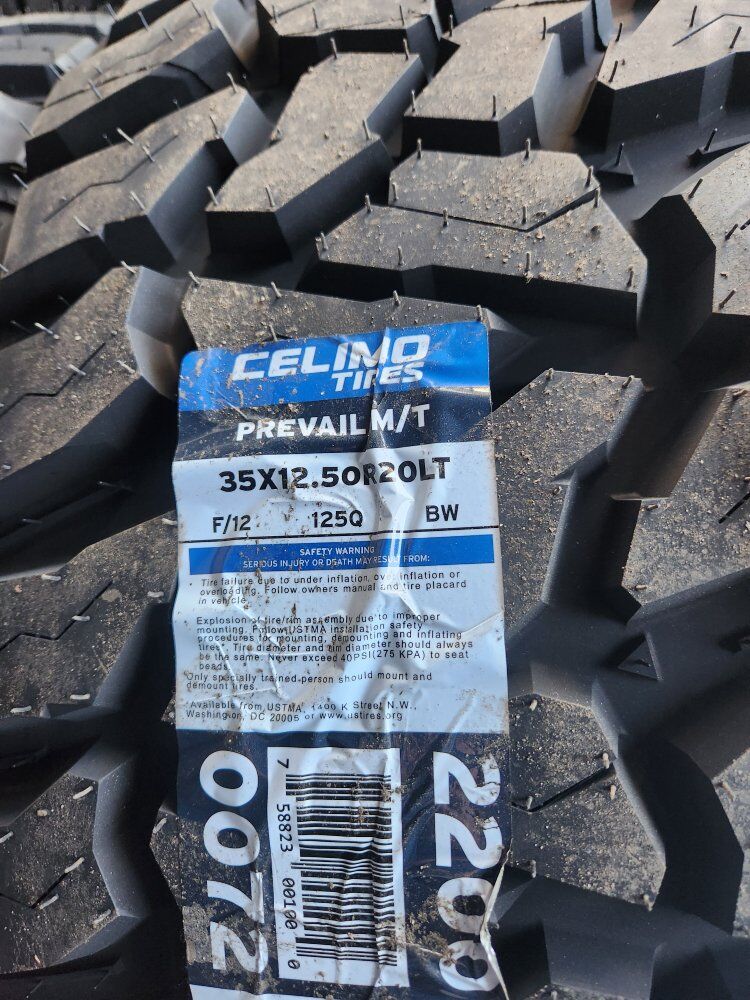 CELIMO
TIRES
PREVAIL M/T
35X12.50R20LT
F/12 125Q BW
SAFETY WARNING
SERIOUS INJURY OR DEATH MAY RESULT FROM:
Tire failure due to under inflation, over inflation or
overloading. Follow owners manual and tire placard
in vehicle.
Explosion of tire/rim assembly due to improper
mounting. Follow USTMA installation safety
procedures for mounting, demounting and inflating
tires*. Tire diameter and rim diameter should always
be the same. Never exceed 40PSI(275 KPA) to seat
beads.
Only specially trained-person should mount and
demount tires.
*Available from USTMA, 1400 K Street N.W.,
Washington, DC 20005 or www.ustires.org
2200
7 58823 00100 0
0072